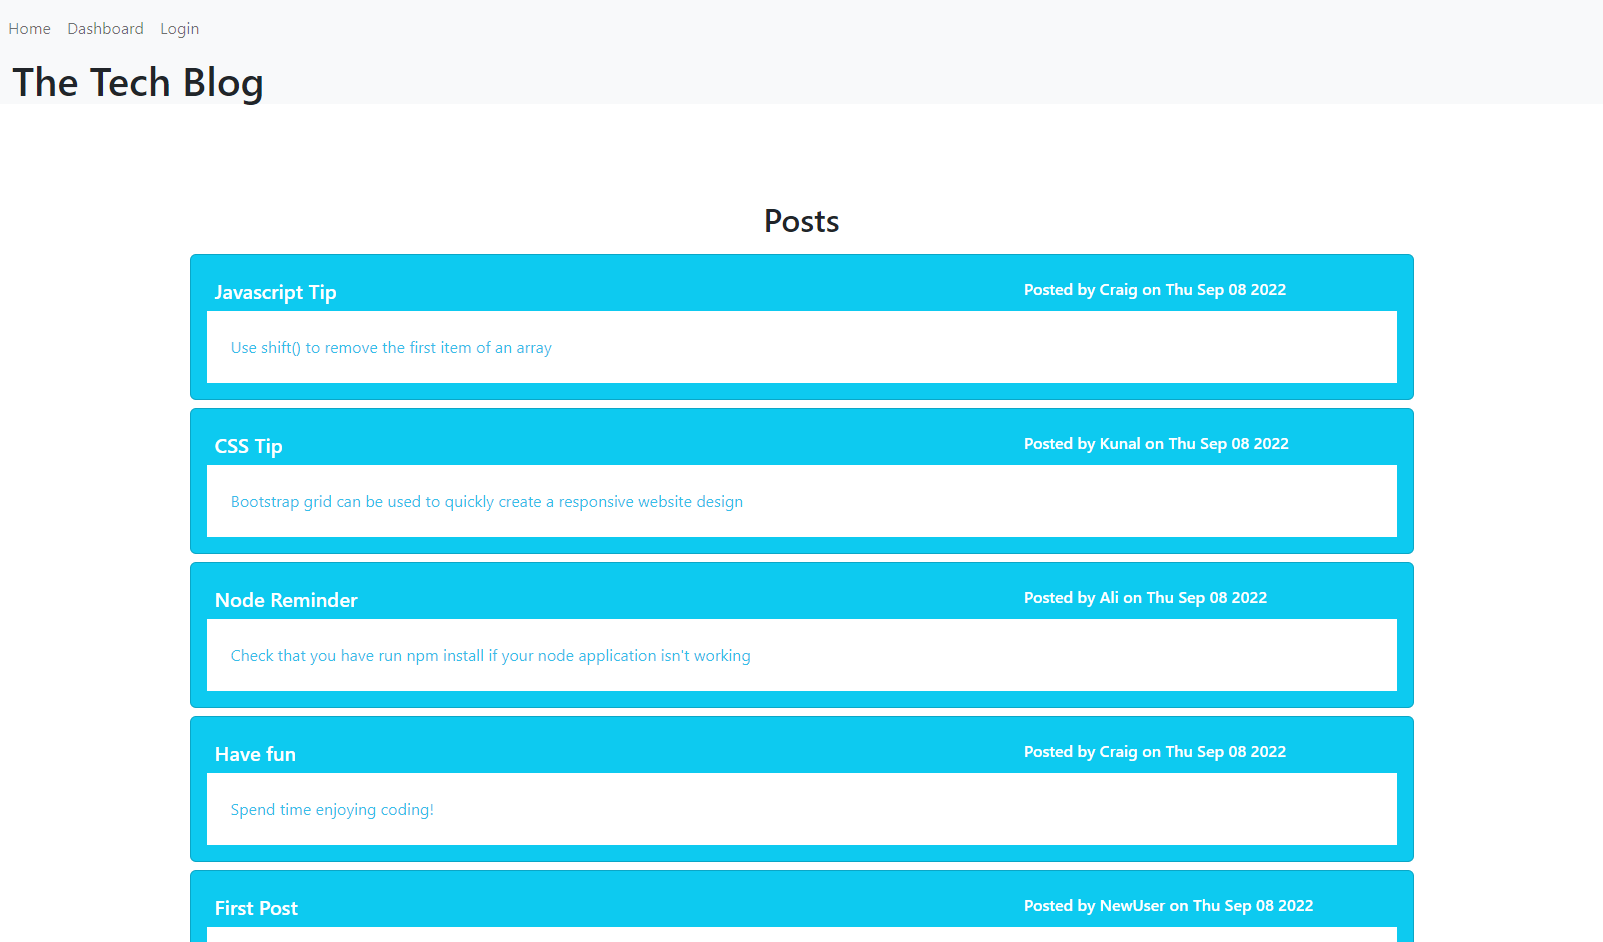 Home Dashboard Login
The Tech Blog
Posts
Javascript Tip Posted by Craig on Thu Sep 08 2022
Use shift() to remove the first item of an array
CSS Tip Posted by Kunal on Thu Sep 08 2022
Bootstrap grid can be used to quickly create a responsive website design
Node Reminder Posted by Ali on Thu Sep 08 2022
Check that you have run npm install if your node application isn't working
Have fun Posted by Craig on Thu Sep 08 2022
Spend time enjoying coding!
First Post Posted by NewUser on Thu Sep 08 2022